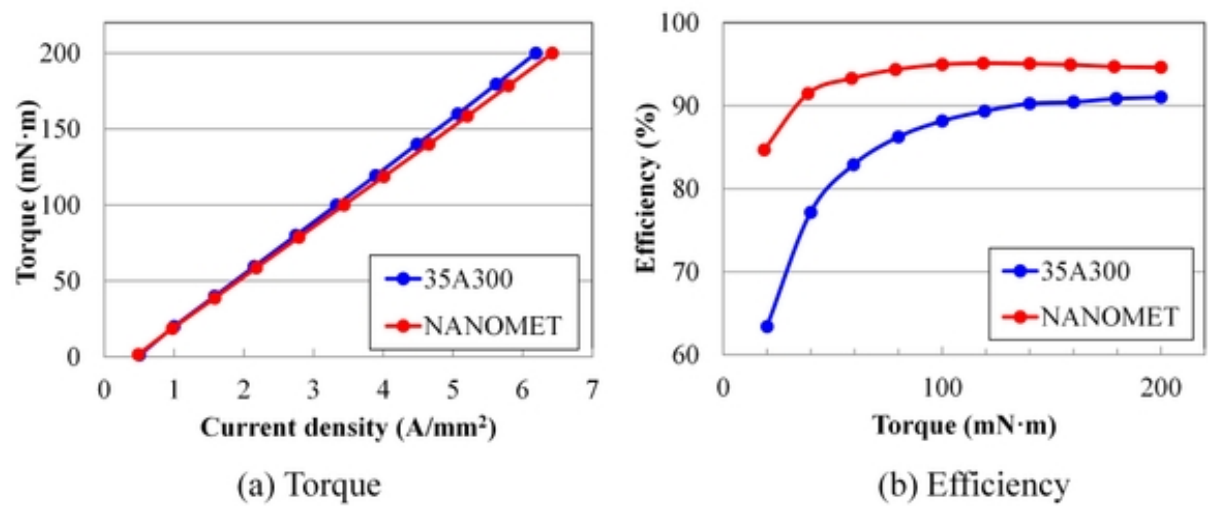 200
150
100
50
0
Torque (mN·m)
0 1 2 3 4 5 6 7
Current density (A/mm²)
35A300
NANOMET
(a) Torque
100
90
80
70
60
Efficiency (%)
0 100 200
Torque (mN·m)
35A300
NANOMET
(b) Efficiency